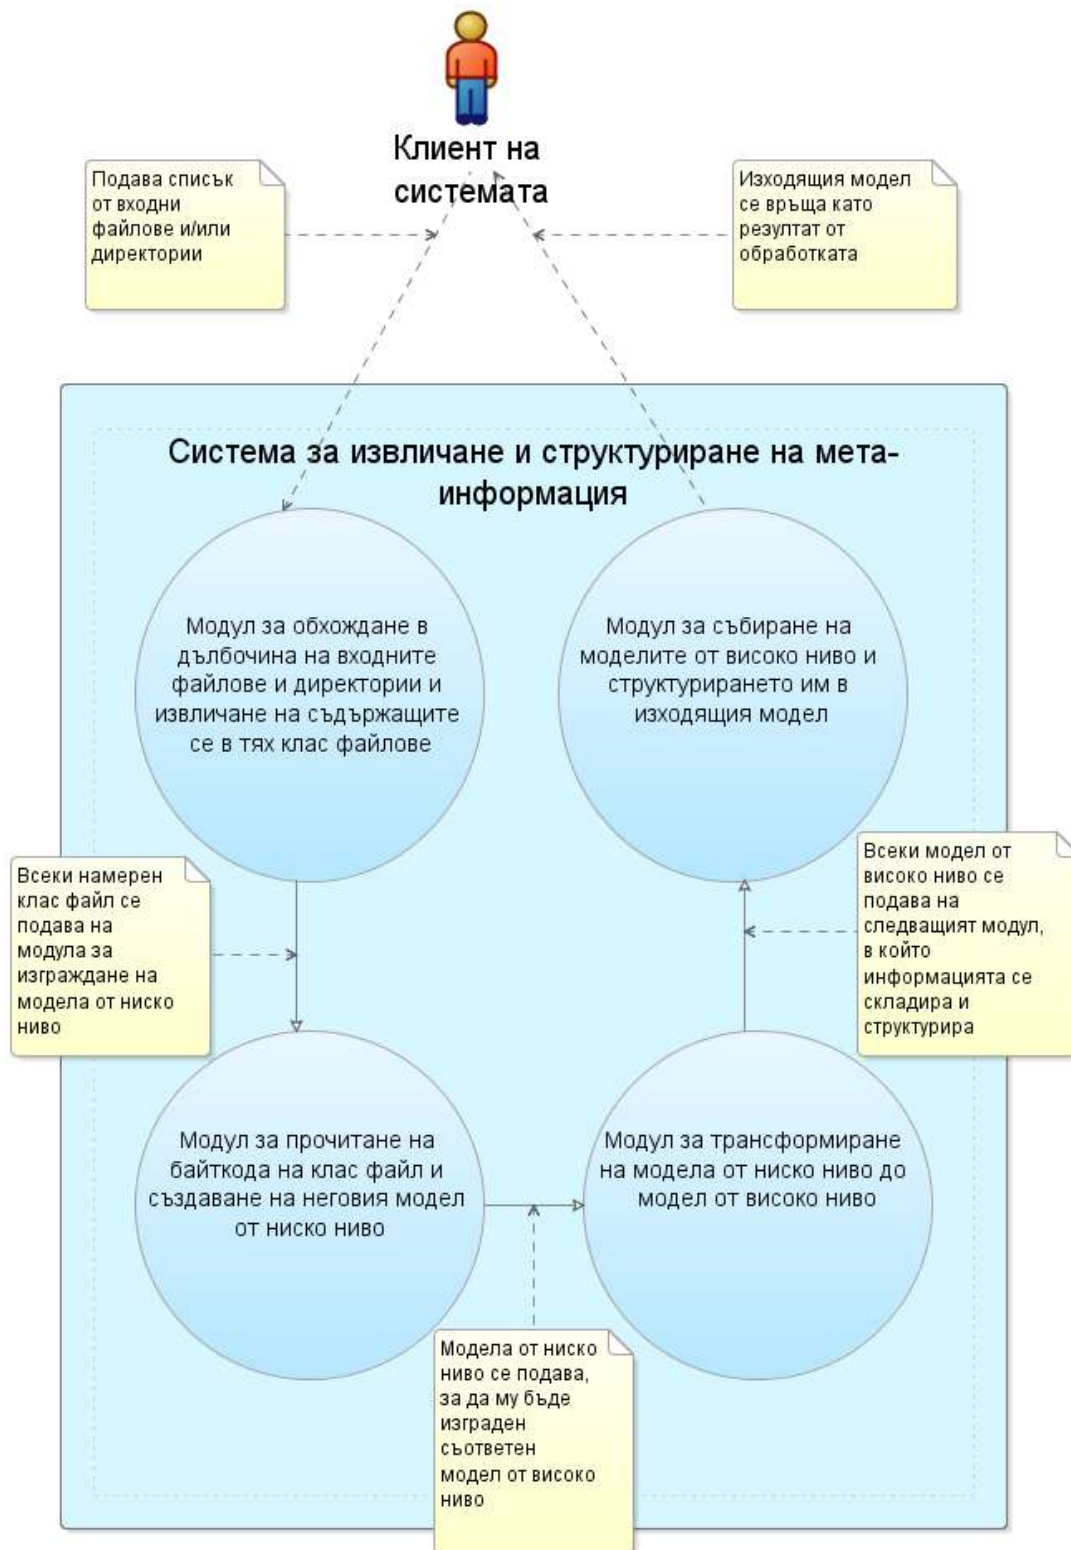 Клиент на
системата
Подава списък
от входни
файлове и/или
директории
Изходящия модел
се връща като
резултат от
обработката
Система за извличане и структуриране на мета-
информация
Модул за обхождане в
дълбочина на входните
файлове и директории и
извличане на съдържащите
се в тях клас файлове
Модул за събиране на
моделите от високо ниво и
структурирането им в
изходящия модел
Всеки намерен
клас файл се
подава на
модула за
изграждане на
модела от ниско
ниво
Всеки модел от
високо ниво се
подава на
следващият модул,
в който
информацията се
складира и
структурира
Модул за прочитане на
байткода на клас файл и
създаване на неговия модел
от ниско ниво
Модул за трансформиране
на модела от ниско ниво до
модел от високо ниво
Модела от ниско
ниво се подава,
за да му бъде
изграден
съответен
модел от високо
ниво